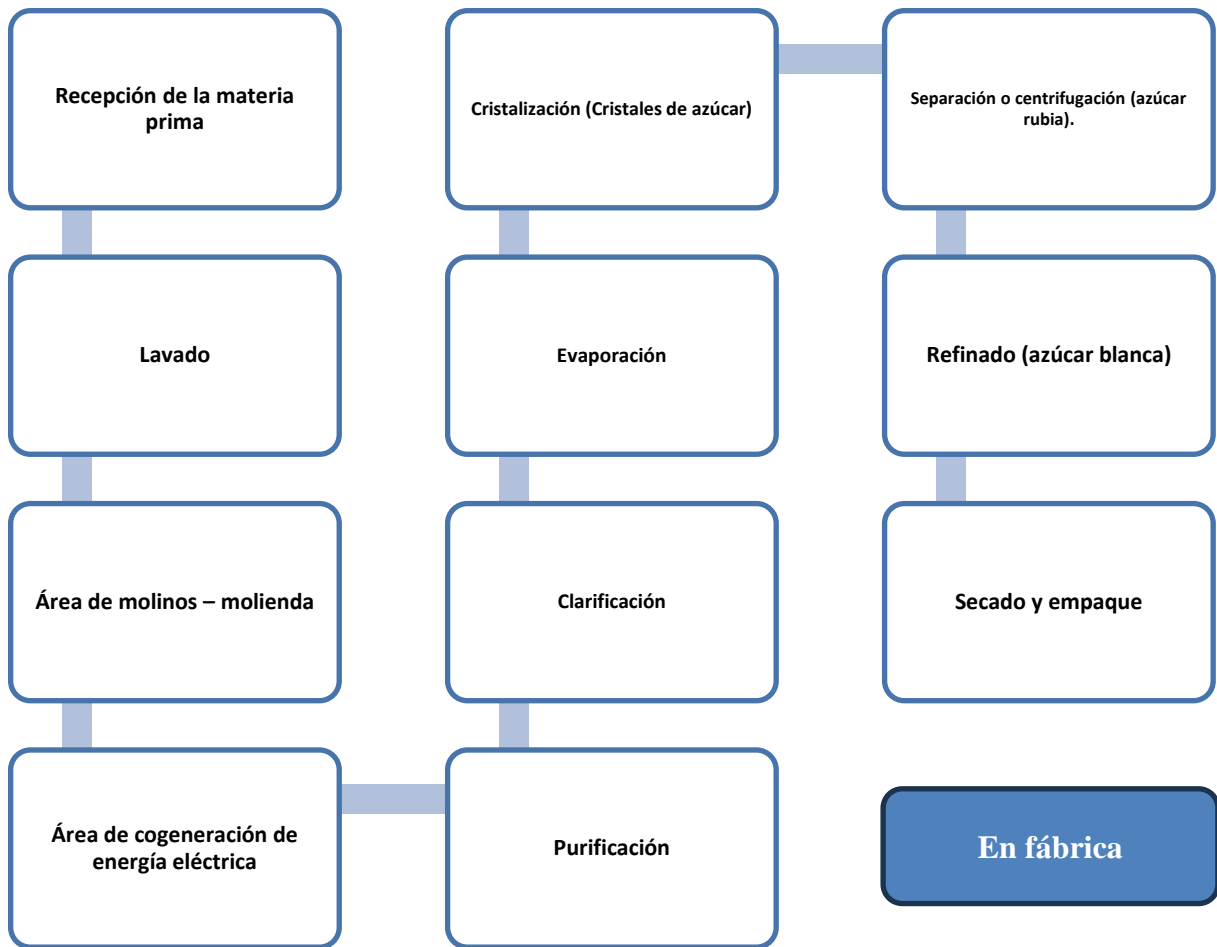 Recepción de la materia
prima
Lavado
Área de molinos – molienda
Área de cogeneración de
energía eléctrica
Purificación
Clarificación
Evaporación
Cristalización (Cristales de azúcar)
Separación o centrifugación (azúcar
rubia).
Refinado (azúcar blanca)
Secado y empaque
En fábrica